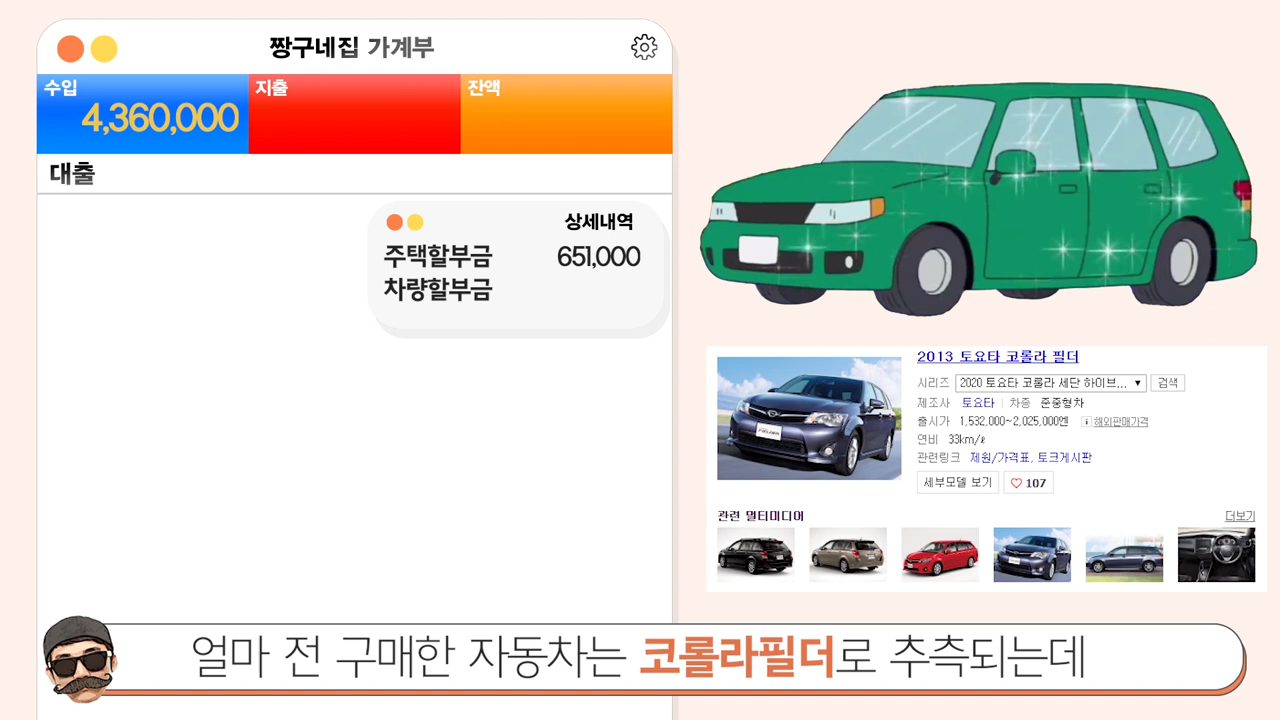 짱구네집 가계부
수입
4,360,000
지출
잔액
대출
상세내역
주택할부금 651,000
차량할부금
2013 토요타 코롤라 필더
시리즈 2020 토요타 코롤라 세단 하이브... ▼ 검색
제조사 토요타 | 차종 준중형차
출시가 1,532,000~2,025,000엔 i 해외판매가격
연비 33km/ℓ
관련링크 제원/가격표, 토크게시판
세부모델 보기 ♡ 107
관련 멀티미디어 더보기
얼마 전 구매한 자동차는 코롤라필더로 추측되는데